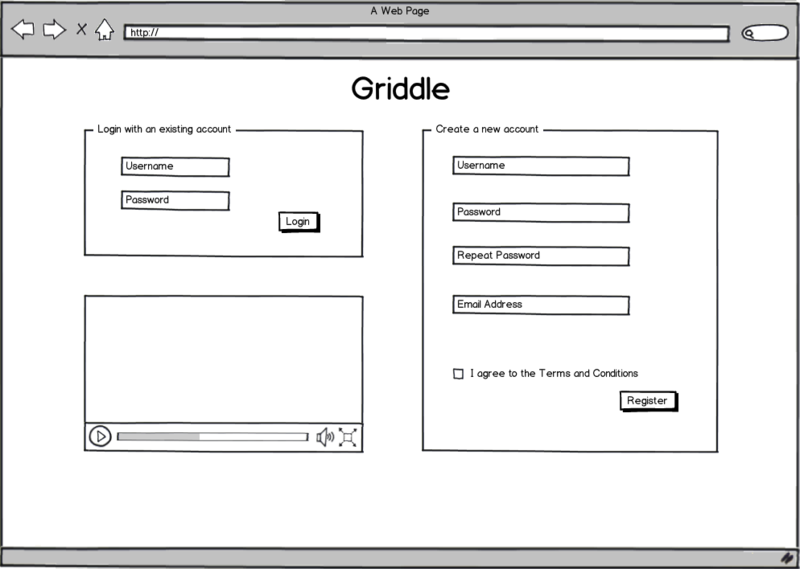 A Web Page
http://
Griddle
Login with an existing account
Username
Password
Login
Create a new account
Username
Password
Repeat Password
Email Address
I agree to the Terms and Conditions
Register